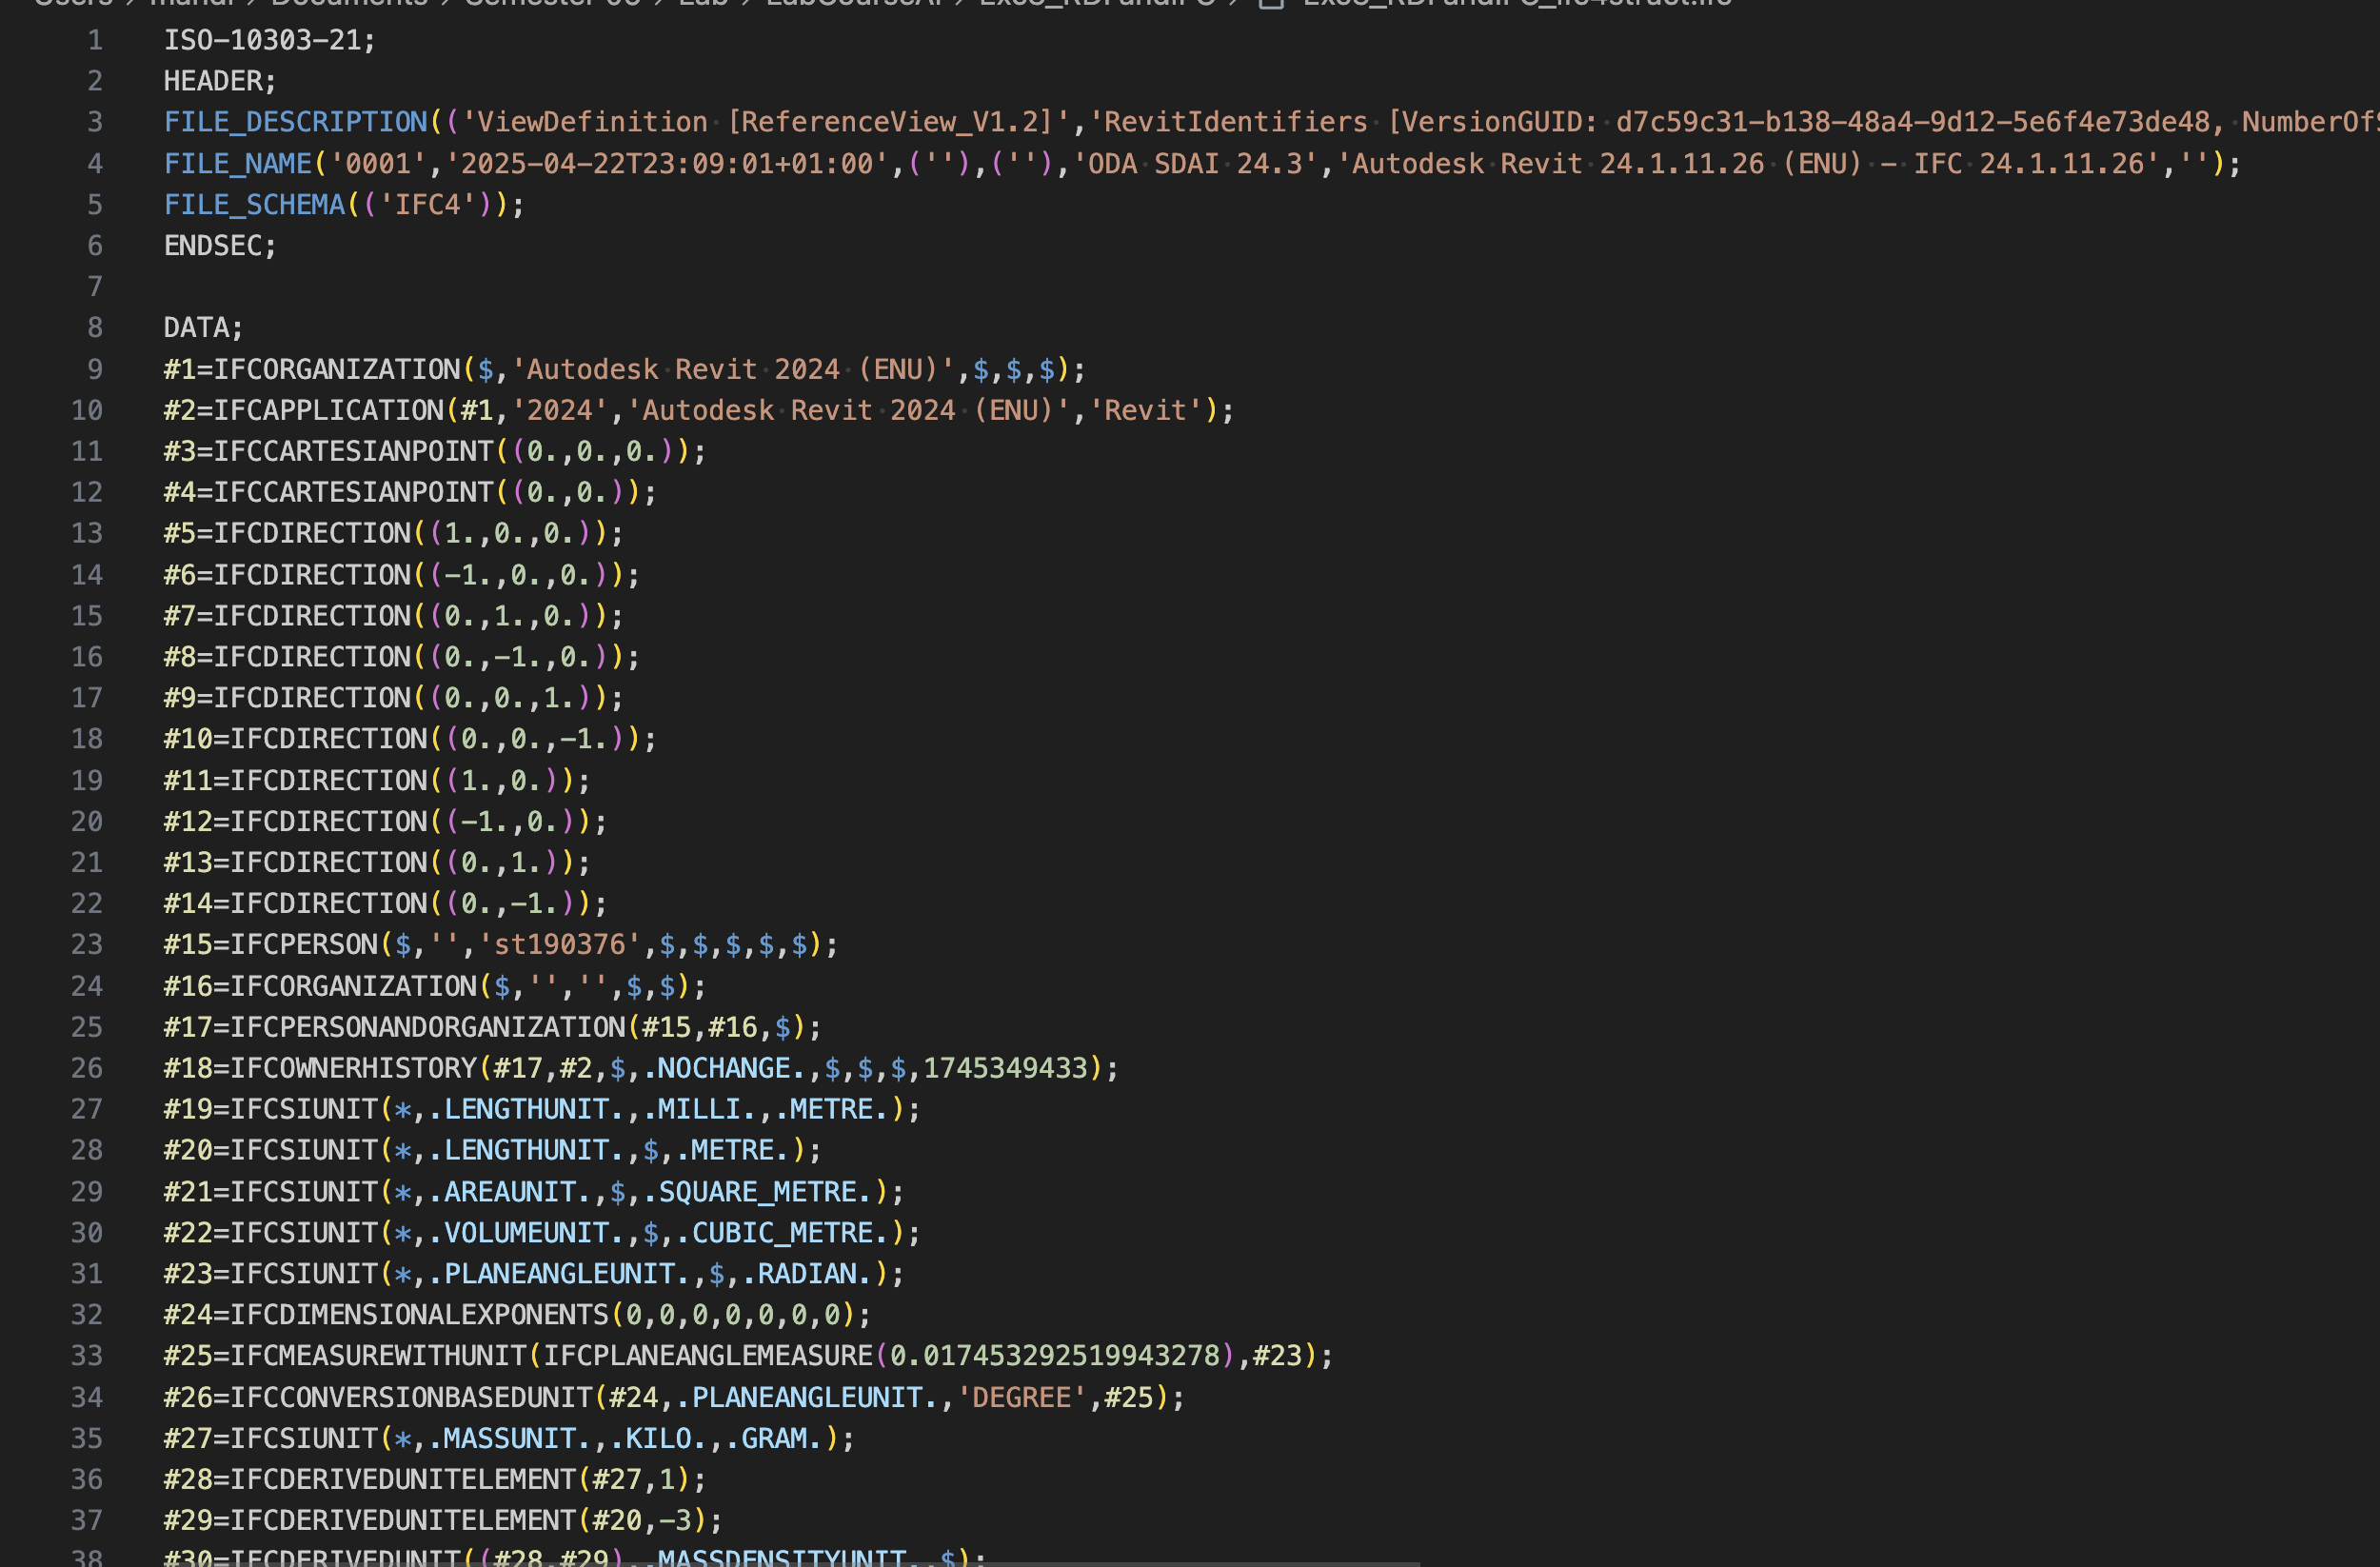 Users > mandi > Documents > Semester 06 > Lab > LabCourseAI >
1 ISO-10303-21;
2 HEADER;
3 FILE_DESCRIPTION(('ViewDefinition [ReferenceView_V1.2]','RevitIdentifiers [VersionGUID: d7c59c31-b138-48a4-9d12-5e6f4e73de48, NumberOfS
4 FILE_NAME('0001','2025-04-22T23:09:01+01:00',(''),(''),'ODA SDAI 24.3','Autodesk Revit 24.1.11.26 (ENU) - IFC 24.1.11.26','');
5 FILE_SCHEMA(('IFC4'));
6 ENDSEC;
7
8 DATA;
9 #1=IFCORGANIZATION($,'Autodesk Revit 2024 (ENU)',$,$,$);
10 #2=IFCAPPLICATION(#1,'2024','Autodesk Revit 2024 (ENU)','Revit');
11 #3=IFCCARTESIANPOINT((0.,0.,0.));
12 #4=IFCCARTESIANPOINT((0.,0.));
13 #5=IFCDIRECTION((1.,0.,0.));
14 #6=IFCDIRECTION((-1.,0.,0.));
15 #7=IFCDIRECTION((0.,1.,0.));
16 #8=IFCDIRECTION((0.,-1.,0.));
17 #9=IFCDIRECTION((0.,0.,1.));
18 #10=IFCDIRECTION((0.,0.,-1.));
19 #11=IFCDIRECTION((1.,0.));
20 #12=IFCDIRECTION((-1.,0.));
21 #13=IFCDIRECTION((0.,1.));
22 #14=IFCDIRECTION((0.,-1.));
23 #15=IFCPERSON($,'','st190376',$,$,$,$,$);
24 #16=IFCORGANIZATION($,'','',$,$);
25 #17=IFCPERSONANDORGANIZATION(#15,#16,$);
26 #18=IFCOWNERHISTORY(#17,#2,$,.NOCHANGE.,$,$,$,1745349433);
27 #19=IFCSIUNIT(*,.LENGTHUNIT.,.MILLI.,.METRE.);
28 #20=IFCSIUNIT(*,.LENGTHUNIT.,$,.METRE.);
29 #21=IFCSIUNIT(*,.AREAUNIT.,$,.SQUARE_METRE.);
30 #22=IFCSIUNIT(*,.VOLUMEUNIT.,$,.CUBIC_METRE.);
31 #23=IFCSIUNIT(*,.PLANEANGLEUNIT.,$,.RADIAN.);
32 #24=IFCDIMENSIONALEXPONENTS(0,0,0,0,0,0,0);
33 #25=IFCMEASUREWITHUNIT(IFCPLANEANGLEMEASURE(0.017453292519943278),#23);
34 #26=IFCCONVERSIONBASEDUNIT(#24,.PLANEANGLEUNIT.,'DEGREE',#25);
35 #27=IFCSIUNIT(*,.MASSUNIT.,.KILO.,.GRAM.);
36 #28=IFCDERIVEDUNITELEMENT(#27,1);
37 #29=IFCDERIVEDUNITELEMENT(#20,-3);
38 #30=IFCDERIVEDUNIT((#28,#29),.MASSDENSITYUNIT.,$);